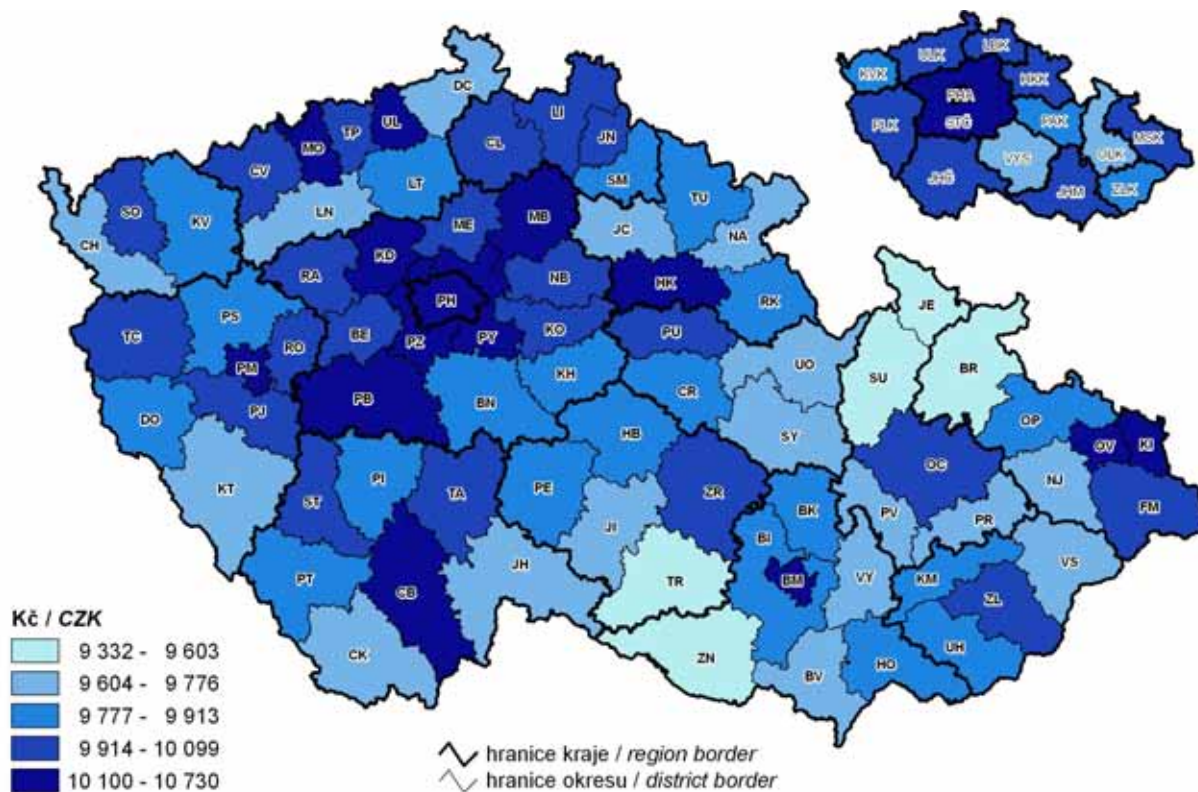 DC
UL
TP
MO
CV
LT
LN
CL
LI
JN
SM
TU
NA
JC
MB
ME
SO
KV
CH
KD
RA
NB
HK
RK
PH
TC
PS
RO
BE
PZ
PY
KO
PU
PM
PJ
DO
PB
BN
KH
CR
UO
SY
KT
ST
PI
TA
PE
HB
ZR
JE
SU
BR
OP
OV
KI
OC
NJ
FM
PV
PR
BK
BI
BM
VY
KM
VS
ZL
UH
HO
BV
ZN
TR
JI
JH
CB
PT
CK
KVK
ULK
LBK
HKK
PHA
STČ
PLK
PAK
VYS
OLK
MSK
JHČ
JHM
ZLK
Kč / CZK
9 332 - 9 603
9 604 - 9 776
9 777 - 9 913
9 914 - 10 099
10 100 - 10 730
hranice kraje / region border
hranice okresu / district border